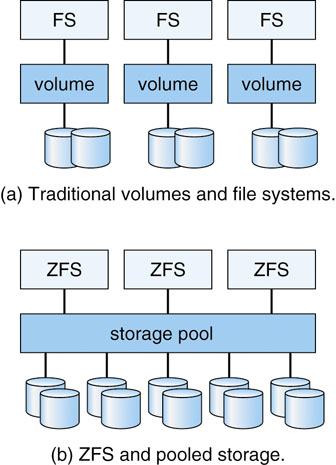 FS FS FS
volume volume volume
(a) Traditional volumes and file systems.
ZFS ZFS ZFS
storage pool
(b) ZFS and pooled storage.